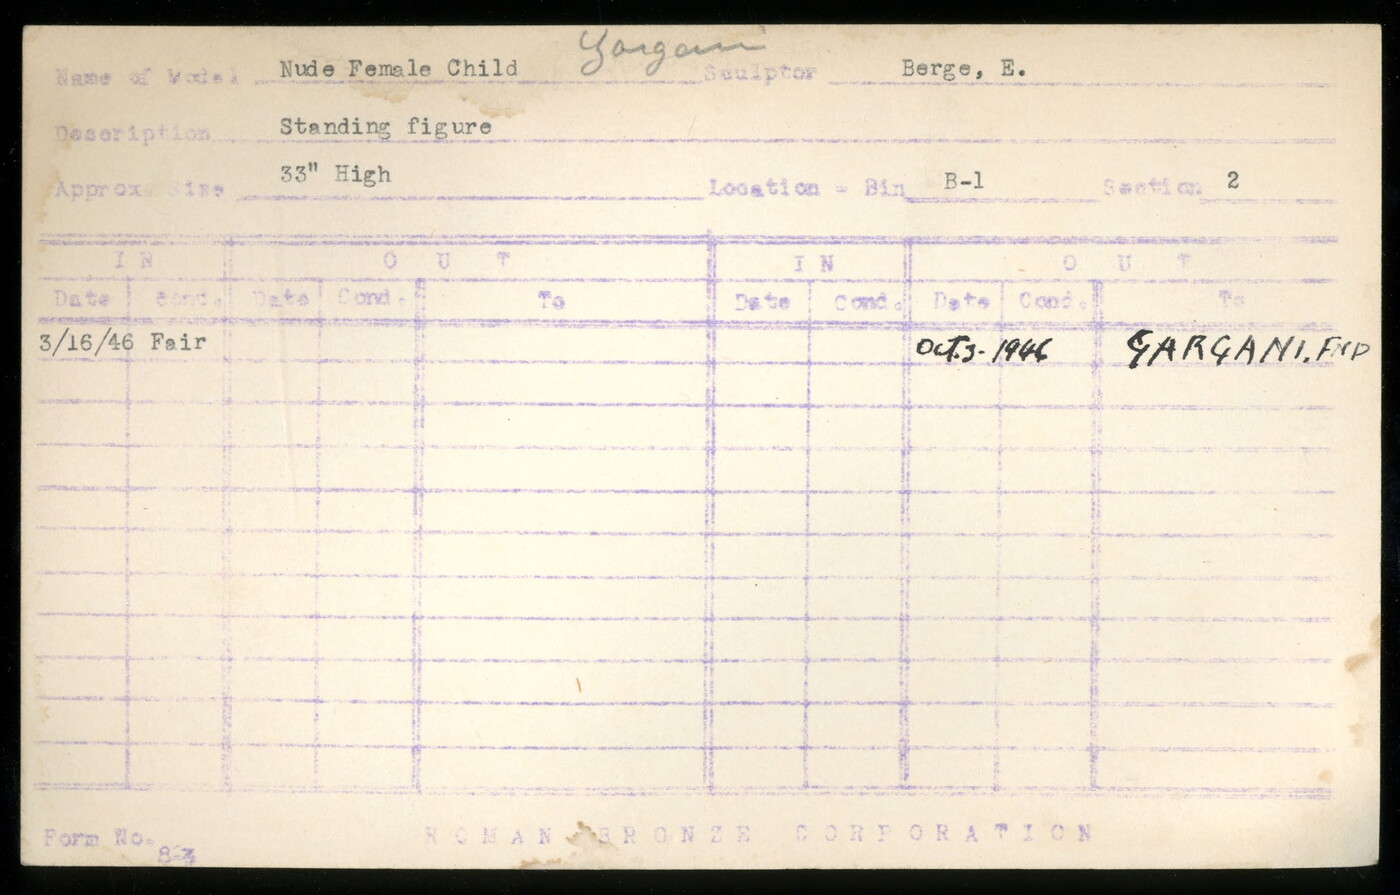 Gargani
Name of Model Nude Female Child Sculptor Berge, E.
Description Standing figure
Approx. Size 33" High Location - Bin B-1 Section 2
IN OUT IN OUT
Date Cond. Date Cond. To Date Cond. Date Cond. To
3/16/46 Fair Oct.3-1946 GARGANI. FND
Form No. ROMAN BRONZE CORPORATION